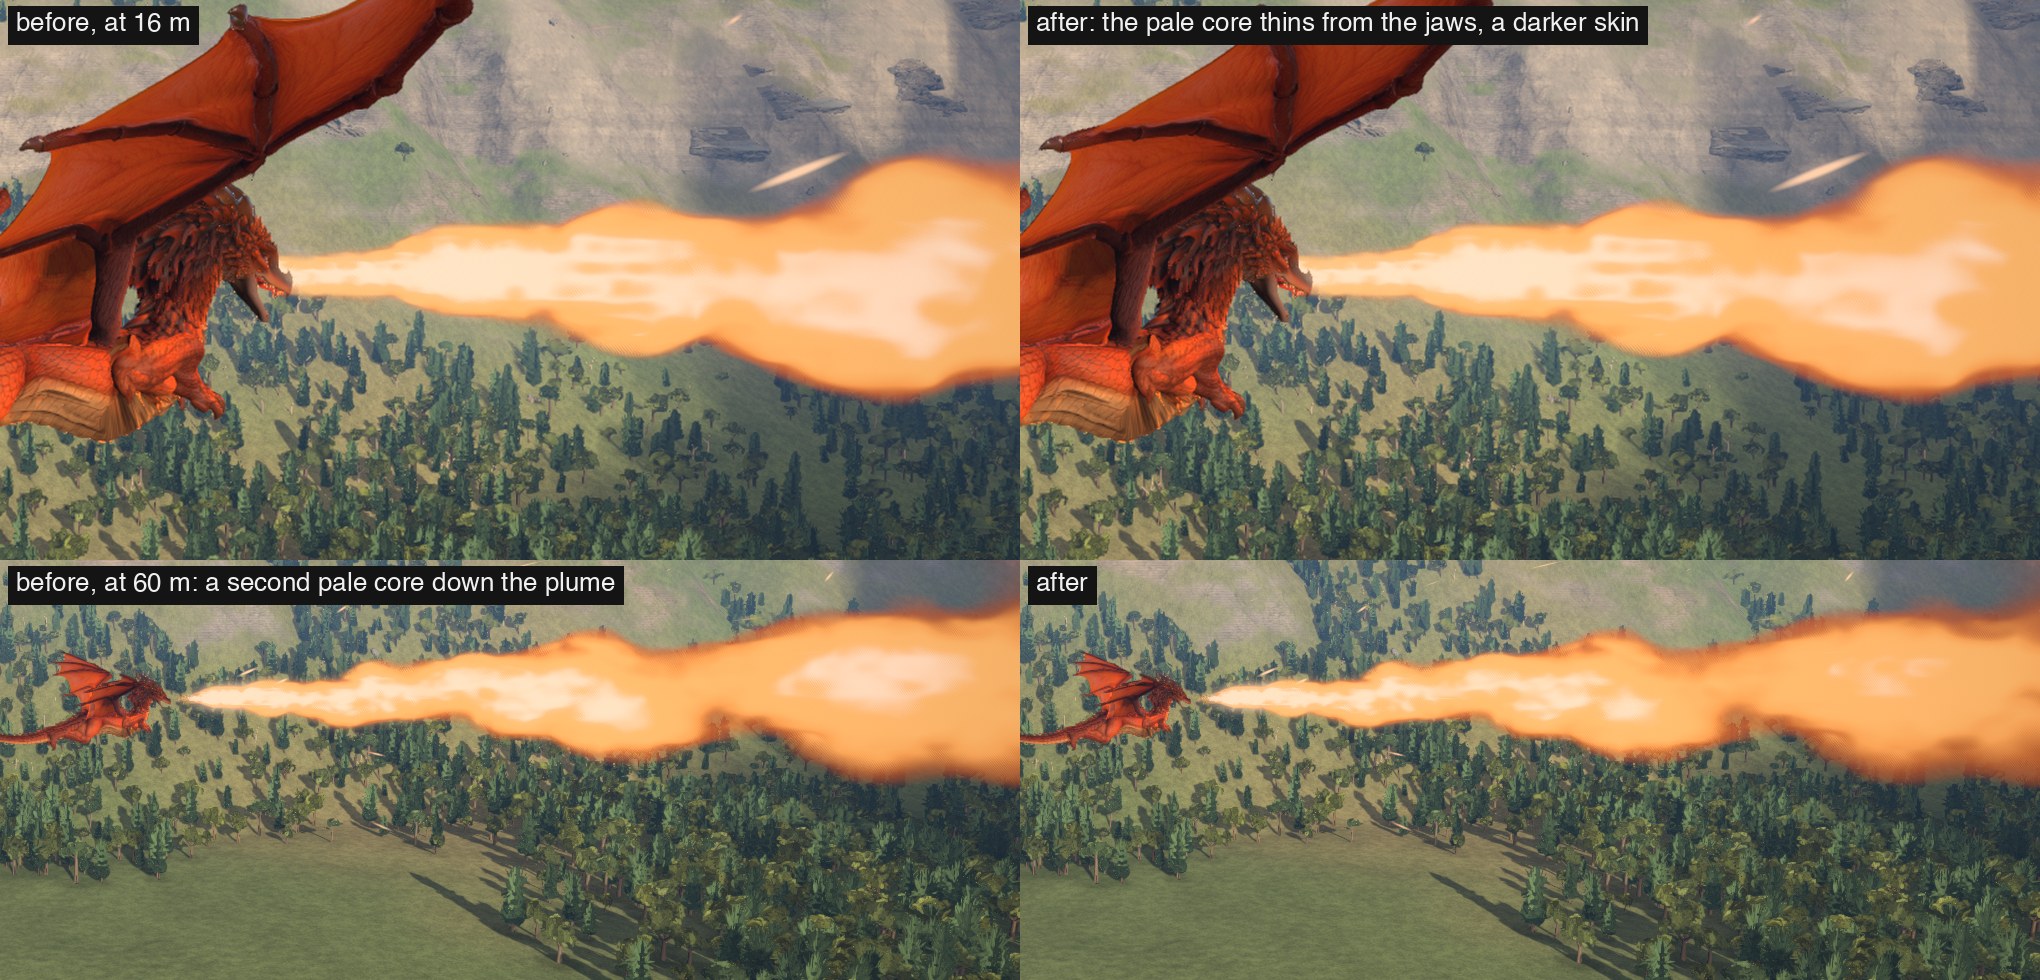 before, at 16 m
after: the pale core thins from the jaws, a darker skin
before, at 60 m: a second pale core down the plume
after